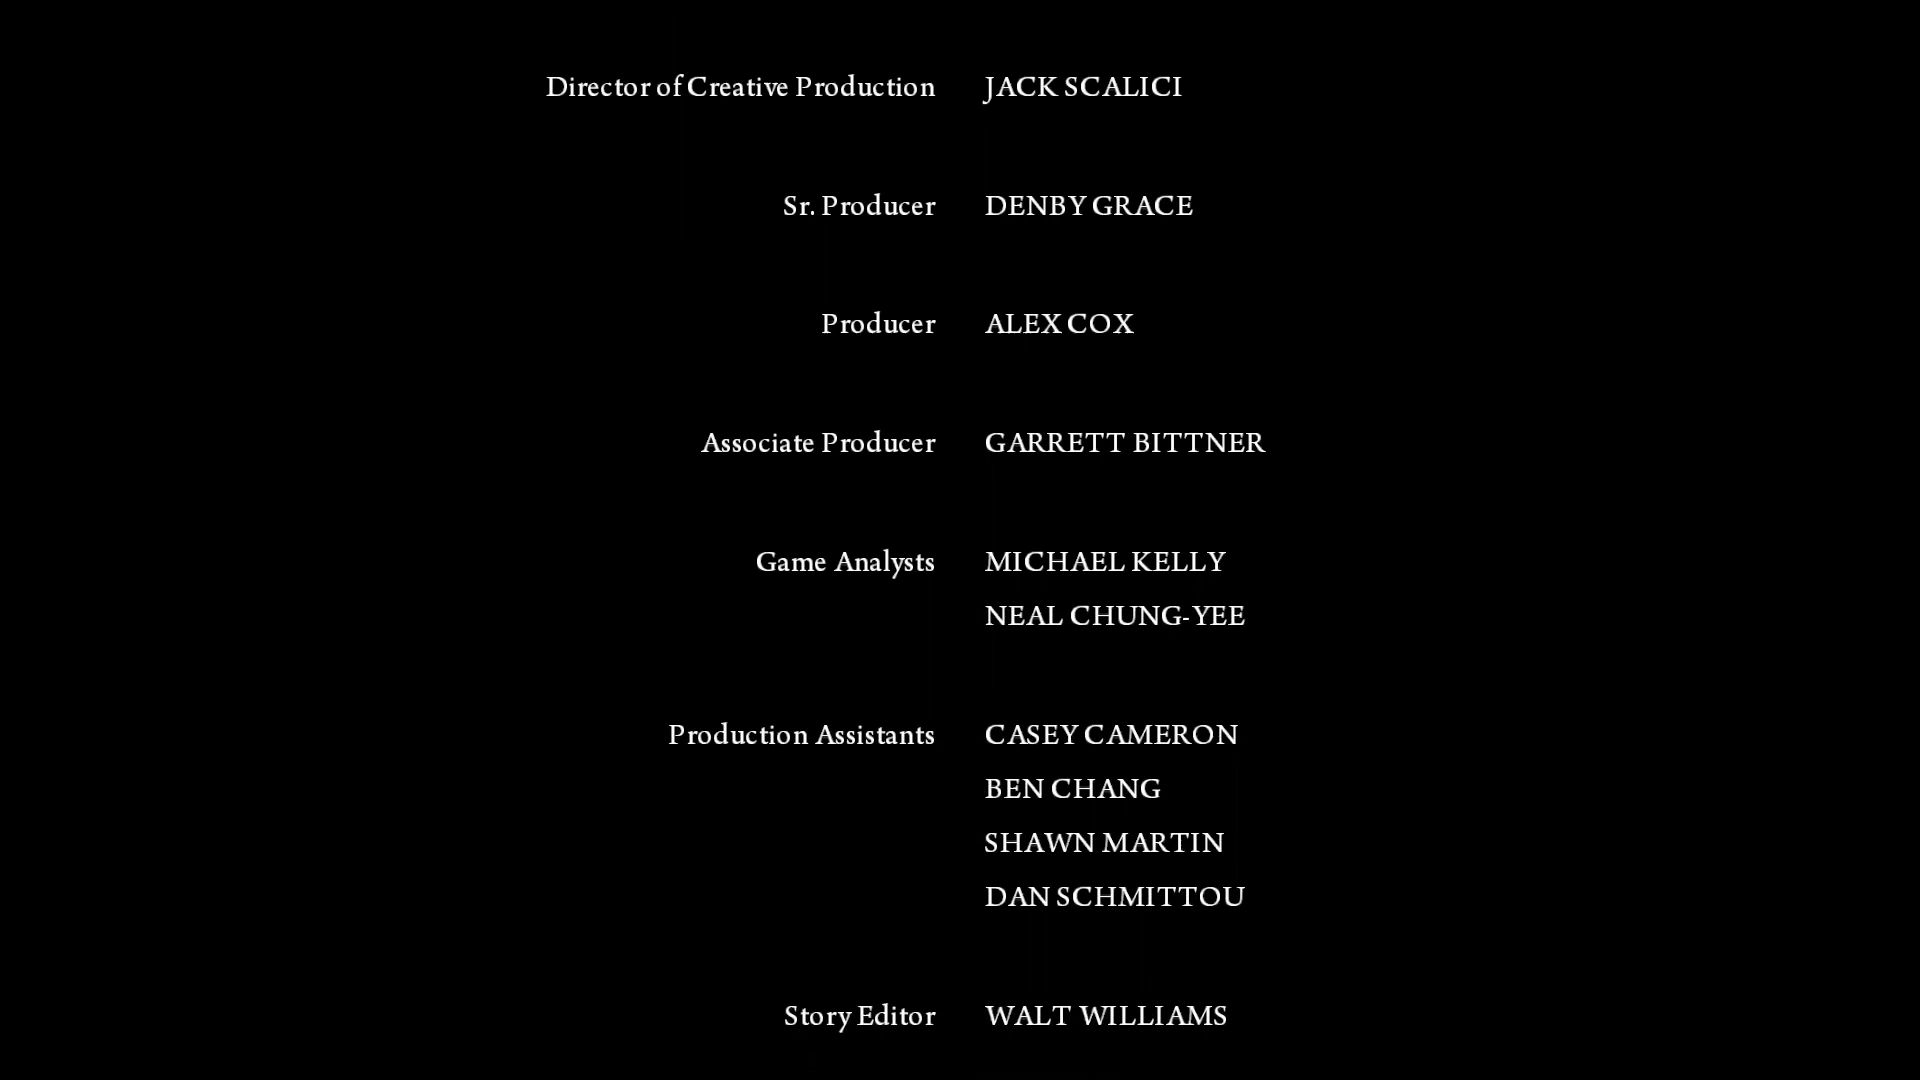 Director of Creative Production JACK SCALICI
Sr. Producer DENBY GRACE
Producer ALEX COX
Associate Producer GARRETT BITTNER
Game Analysts MICHAEL KELLY
NEAL CHUNG-YEE
Production Assistants CASEY CAMERON
BEN CHANG
SHAWN MARTIN
DAN SCHMITTOU
Story Editor WALT WILLIAMS